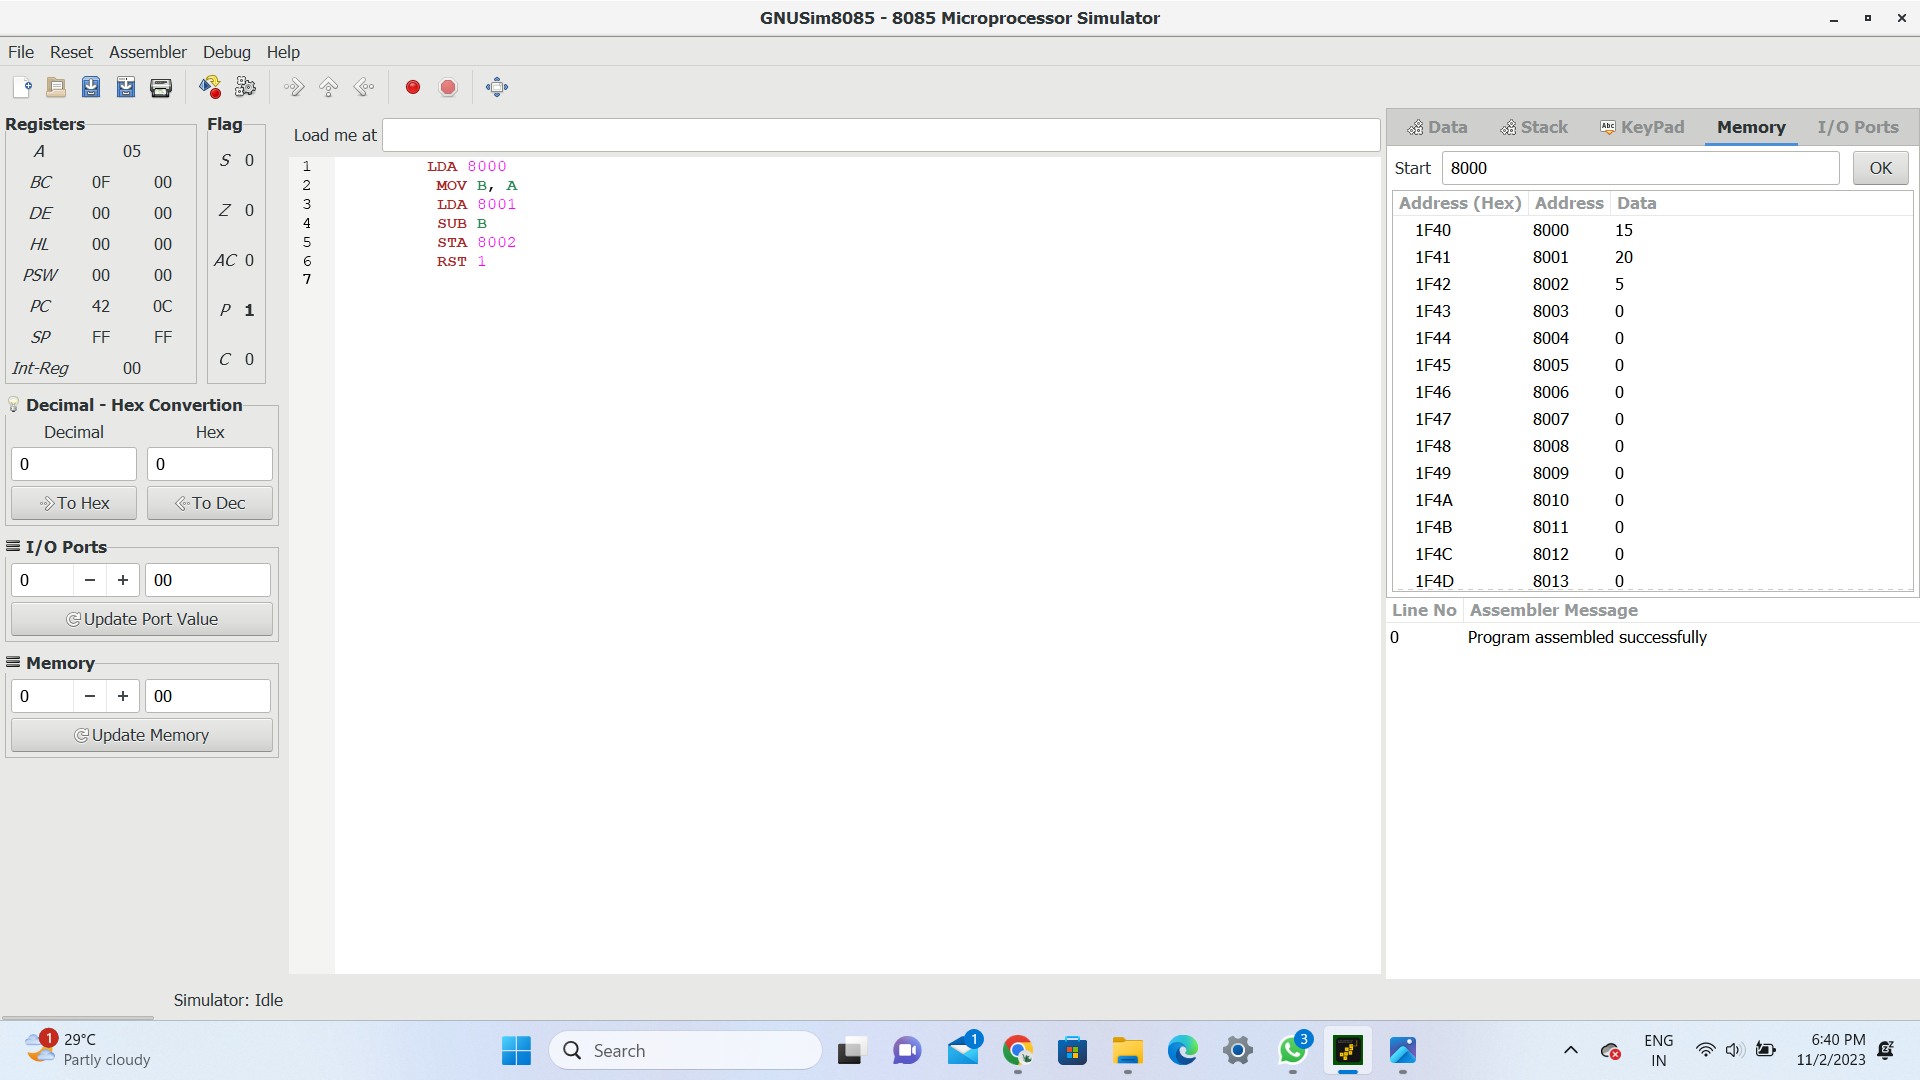 GNUSim8085 - 8085 Microprocessor Simulator
File Reset Assembler Debug Help
Registers
A 05
BC 0F 00
DE 00 00
HL 00 00
PSW 00 00
PC 42 0C
SP FF FF
Int-Reg 00
Flag
S 0
Z 0
AC 0
P 1
C 0
Decimal - Hex Convertion
Decimal Hex
0 0
To Hex To Dec
I/O Ports
0 − + 00
Update Port Value
Memory
0 − + 00
Update Memory
Load me at
1 LDA 8000
2 MOV B, A
3 LDA 8001
4 SUB B
5 STA 8002
6 RST 1
7
Data Stack Abc KeyPad Memory I/O Ports
Start 8000 OK
Address (Hex) Address Data
1F40 8000 15
1F41 8001 20
1F42 8002 5
1F43 8003 0
1F44 8004 0
1F45 8005 0
1F46 8006 0
1F47 8007 0
1F48 8008 0
1F49 8009 0
1F4A 8010 0
1F4B 8011 0
1F4C 8012 0
1F4D 8013 0
Line No Assembler Message
0 Program assembled successfully
Simulator: Idle
1 29°C
Partly cloudy
Search
1
3
ENG
IN
6:40 PM
11/2/2023